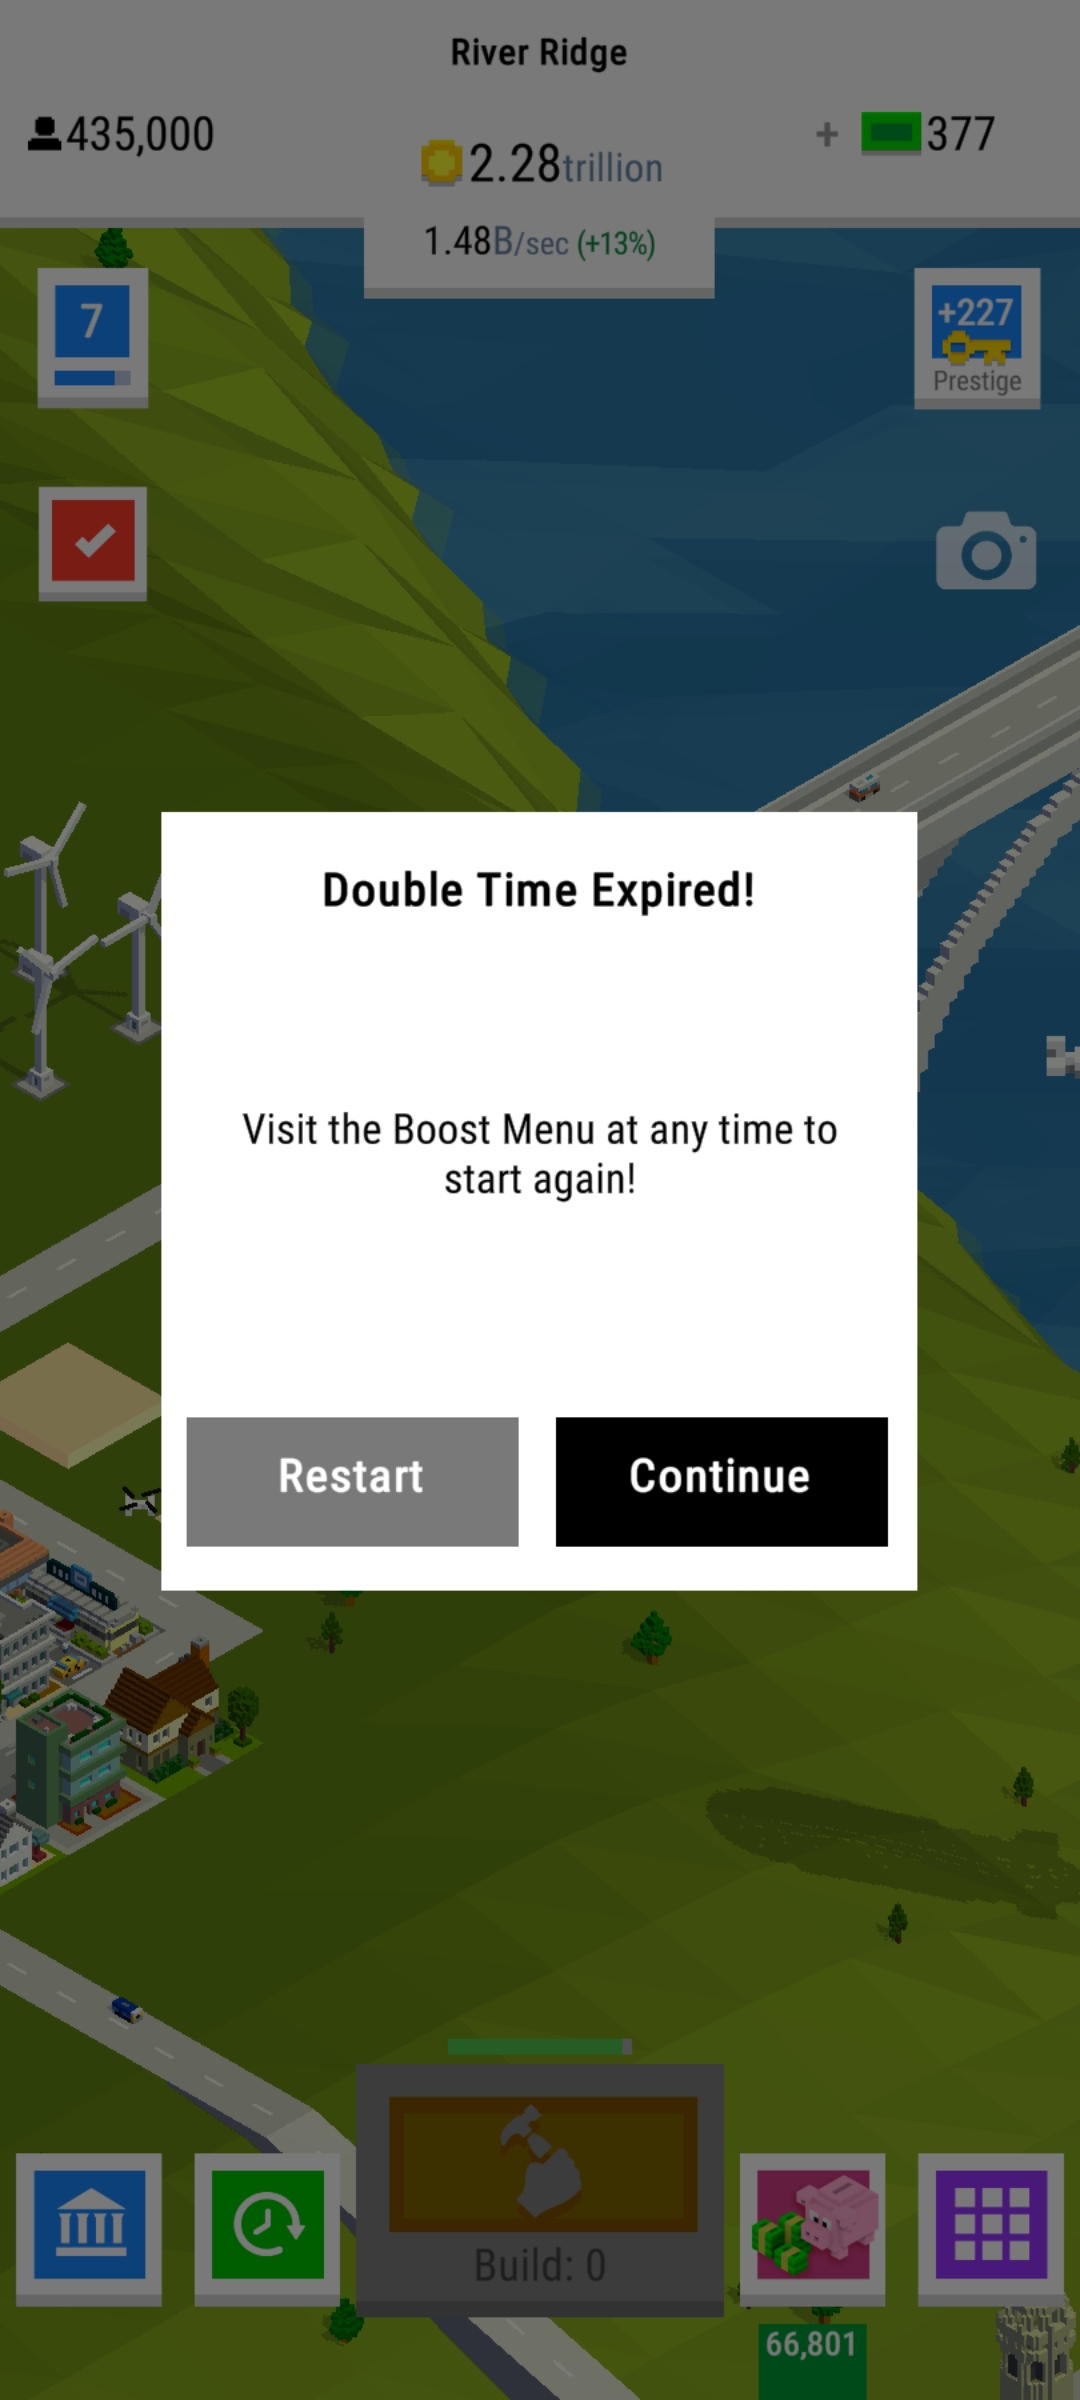 River Ridge
435,000
2.28trillion
+ 377
1.48B/sec (+13%)
7
+227
Prestige
Double Time Expired!
Visit the Boost Menu at any time to
start again!
Restart
Continue
Build: 0
66,801